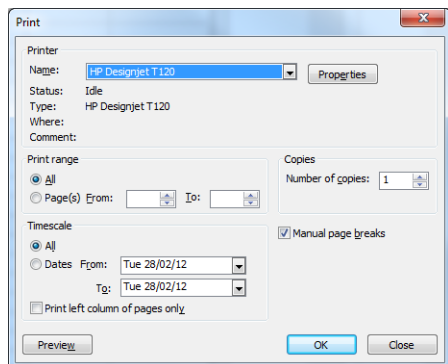 Print
Printer
Name: HP Designjet T120 Properties
Status: Idle
Type: HP Designjet T120
Where:
Comment:
Print range
All
Page(s) From: To:
Copies
Number of copies: 1
Timescale
All
Dates From: Tue 28/02/12
To: Tue 28/02/12
Print left column of pages only
Manual page breaks
Preview OK Close